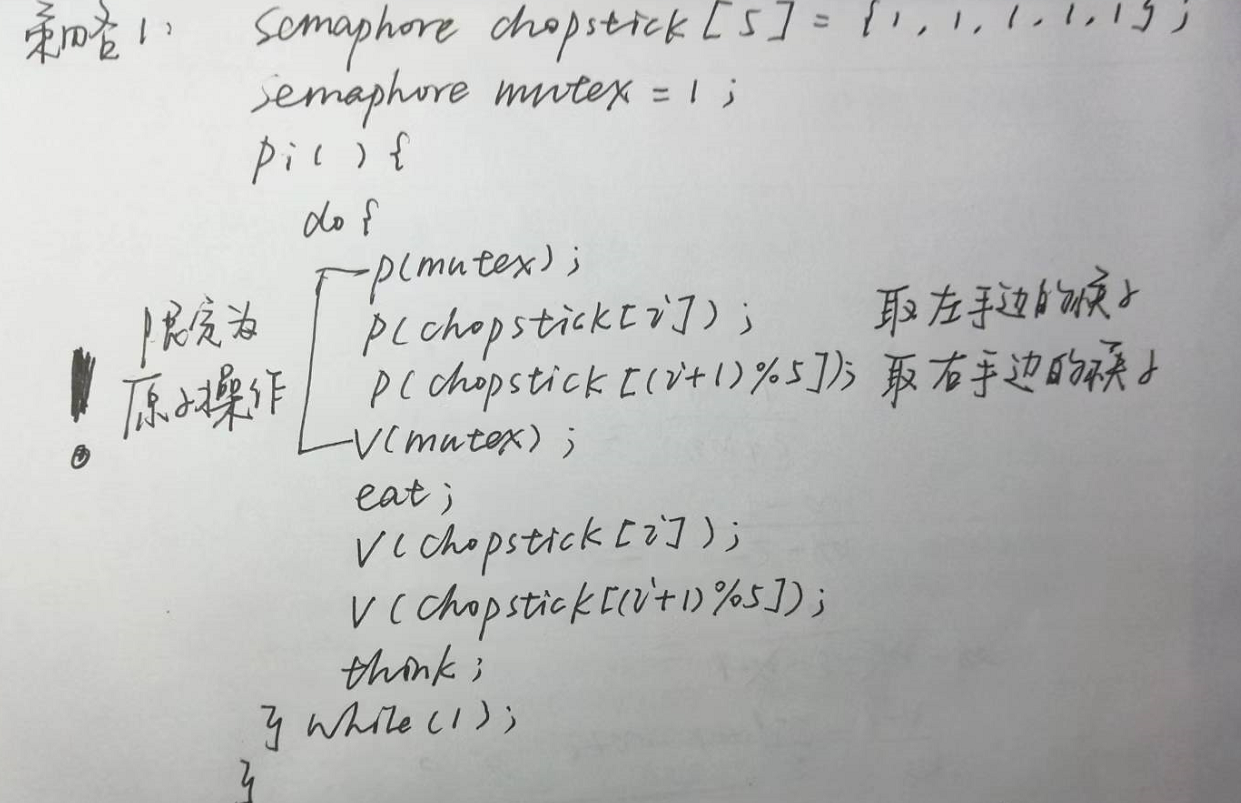 策略1: semaphore chopstick[5] = {1,1,1,1,1};
semaphore mutex = 1;
pi(){
do{
p(mutex);
限定为
p(chopstick[i]); 取左手边的筷子
! 原子操作
p(chopstick[(i+1)%5]); 取右手边的筷子
V(mutex);
eat;
V(chopstick[i]);
V(chopstick[(i+1)%5]);
think;
} while(1);
}